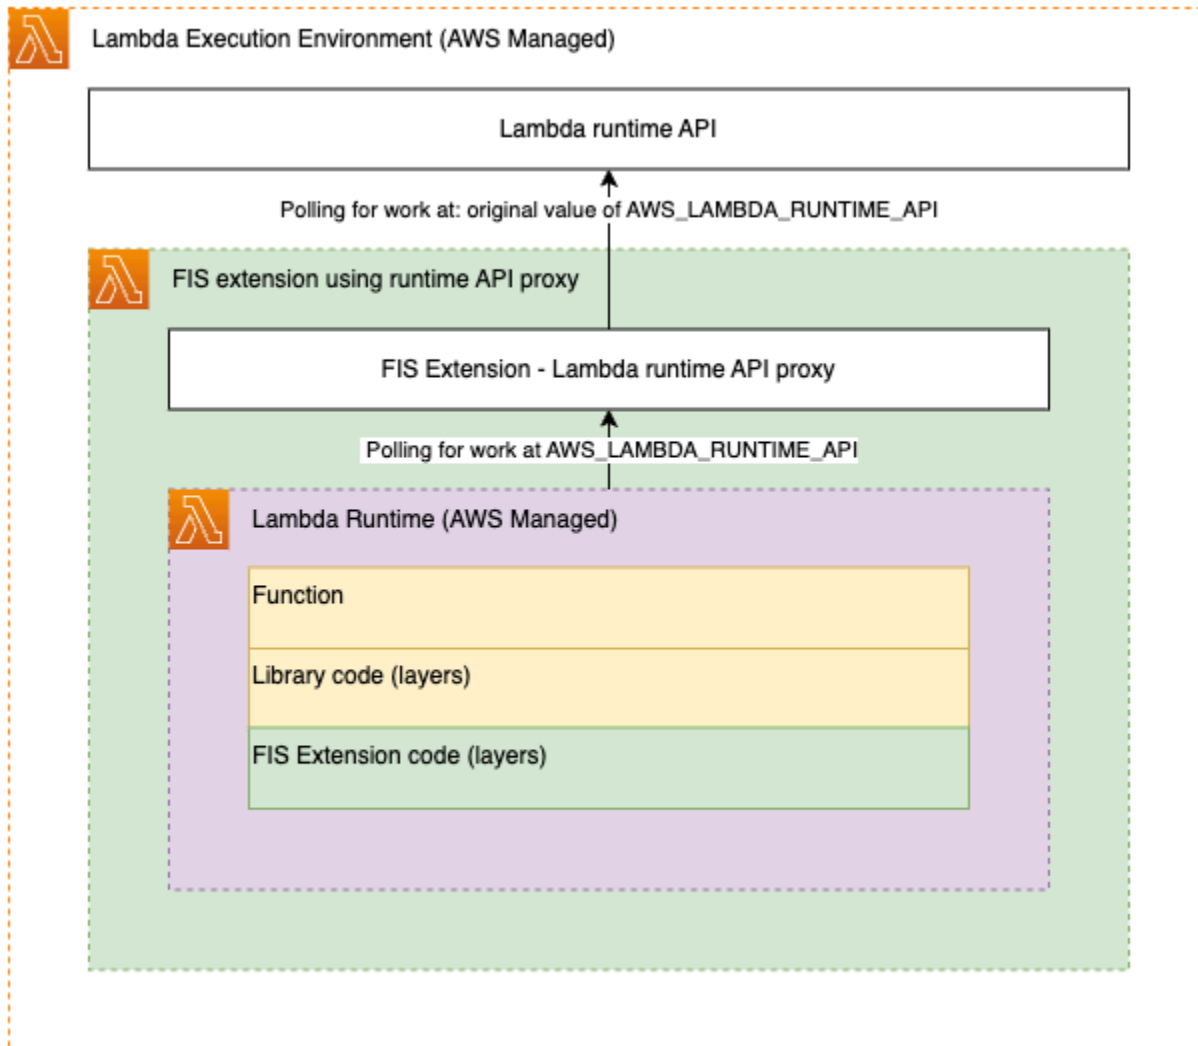 Lambda Execution Environment (AWS Managed)
Lambda runtime API
Polling for work at: original value of AWS_LAMBDA_RUNTIME_API
FIS extension using runtime API proxy
FIS Extension - Lambda runtime API proxy
Polling for work at AWS_LAMBDA_RUNTIME_API
Lambda Runtime (AWS Managed)
Function
Library code (layers)
FIS Extension code (layers)